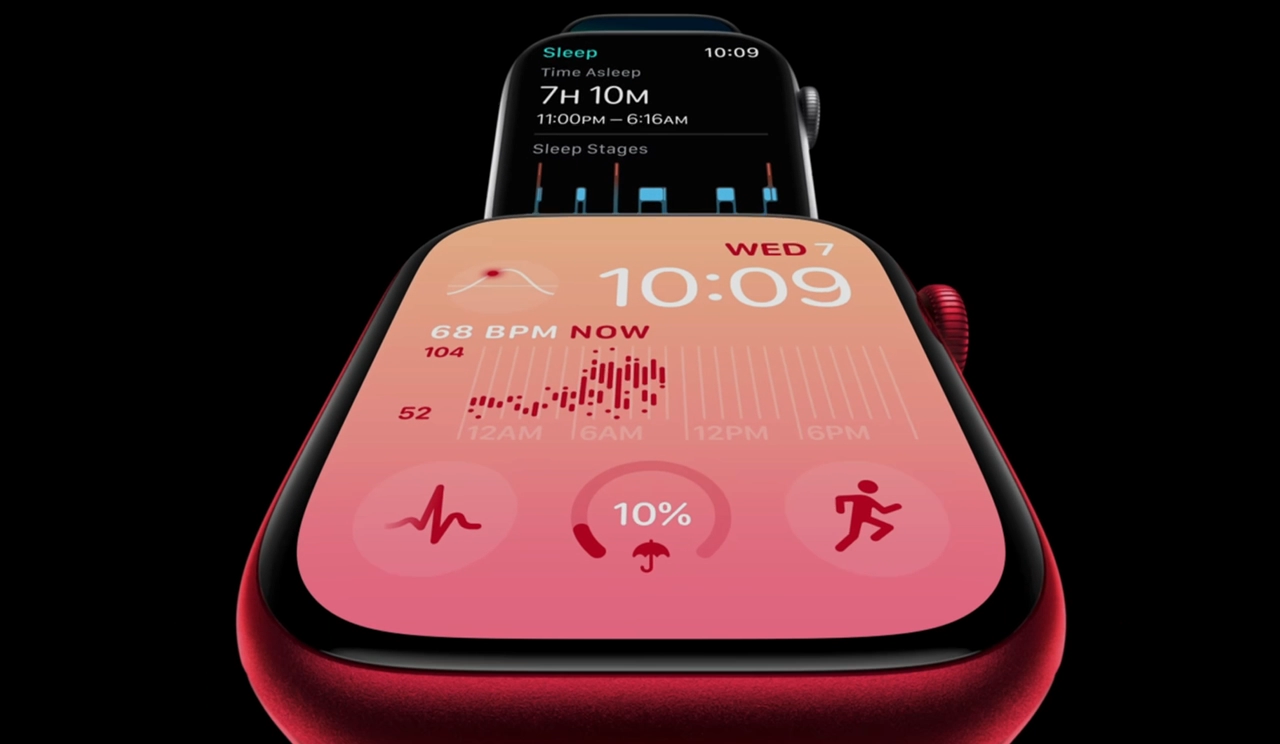 Sleep 10:09
Time Asleep
7H 10M
11:00PM – 6:16AM
Sleep Stages
WED 7
10:09
68 BPM NOW
104
52
12AM 6AM 12PM 6PM
10%